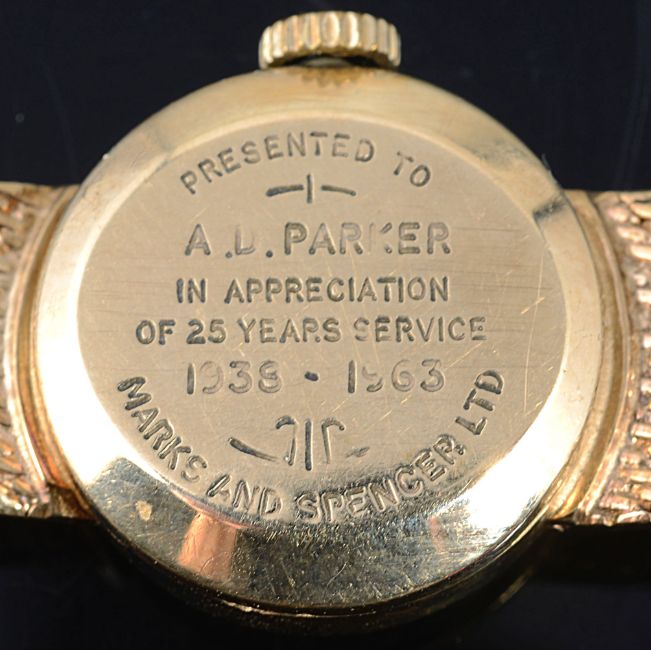 PRESENTED TO
A.D. PARKER
IN APPRECIATION
OF 25 YEARS SERVICE
1938 - 1963
MARKS AND SPENCER LTD